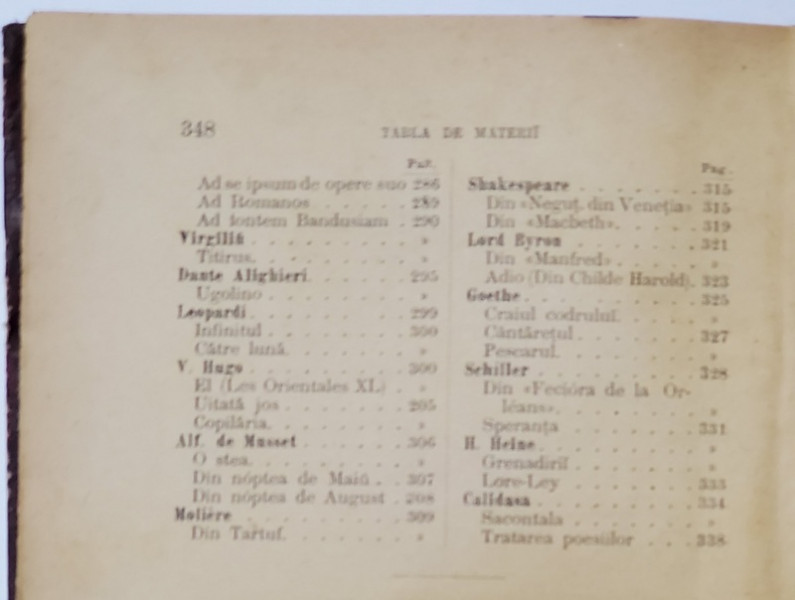 348
TABLA DE MATERIĬ
Pag.
Ad se ipsum de opere suo 286
Ad Romanos . . . . . . . 289
Ad fontem Bandusiam . 290
Virgiliŭ . . . . . . . . . »
Titirus. . . . . . . . . »
Dante Alighieri. . . . . . 295
Ugolino . . . . . . . . »
Leopardi. . . . . . . . . 299
Infinitul . . . . . . . . 300
Către lună. . . . . . . »
V. Hugo . . . . . . . . . 300
El (Les Orientales XL) . »
Uitată jos . . . . . . . 205
Copilăria. . . . . . . . »
Alf. de Musset . . . . . . 306
O stea. . . . . . . . . »
Din nóptea de Maiŭ . . 307
Din nóptea de August . 208
Molière . . . . . . . . 309
Din Tartuf. . . . . . . »
Pag.
Shakespeare . . . . . . . 315
Din «Neguț. din Veneția» 315
Din «Macbeth». . . . . 319
Lord Byron . . . . . . . 321
Din «Manfred» . . . . . »
Adio (Din Childe Harold). 323
Goethe. . . . . . . . . . 325
Craiul codruluĭ. . . . . »
Cântărețul . . . . . . . 327
Pescarul. . . . . . . . »
Schiller . . . . . . . . . 328
Din «Fecióra de la Or-
léans». . . . . . . . »
Speranța . . . . . . . 331
H. Heine. . . . . . . . . »
Grenadiriĭ . . . . . . . »
Lore-Ley . . . . . . . 333
Calidasa . . . . . . . . . 334
Sacontala . . . . . . . »
Tratarea poesiilor . . . 338